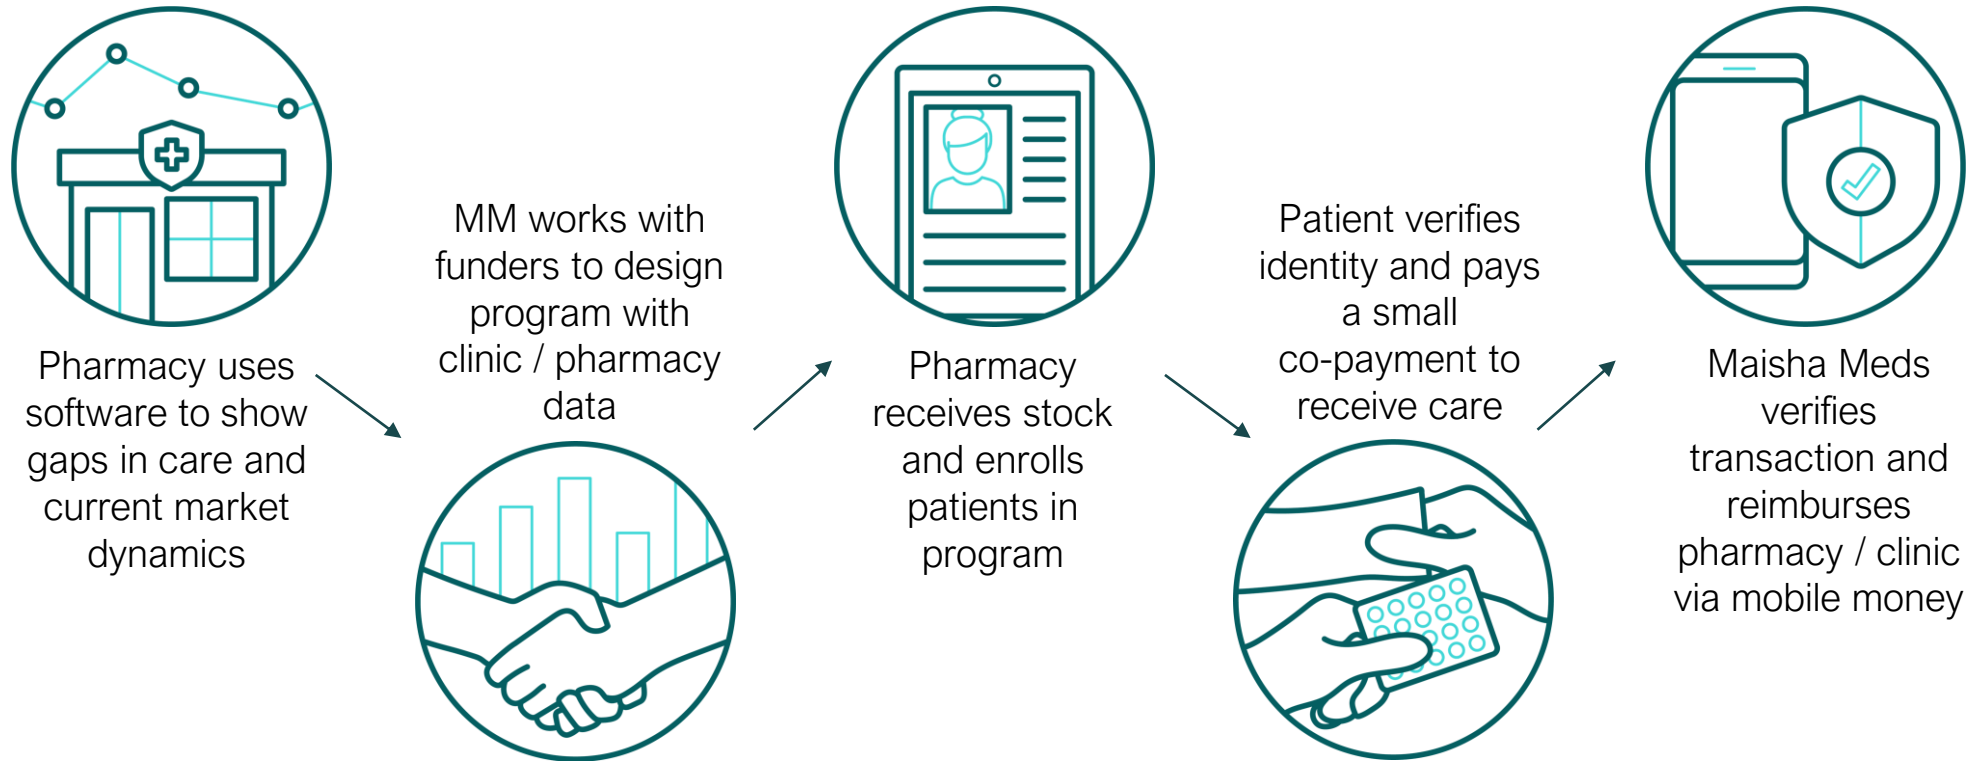 Pharmacy uses
software to show
gaps in care and
current market
dynamics
MM works with
funders to design
program with
clinic / pharmacy
data
Pharmacy
receives stock
and enrolls
patients in
program
Patient verifies
identity and pays
a small
co-payment to
receive care
Maisha Meds
verifies
transaction and
reimburses
pharmacy / clinic
via mobile money